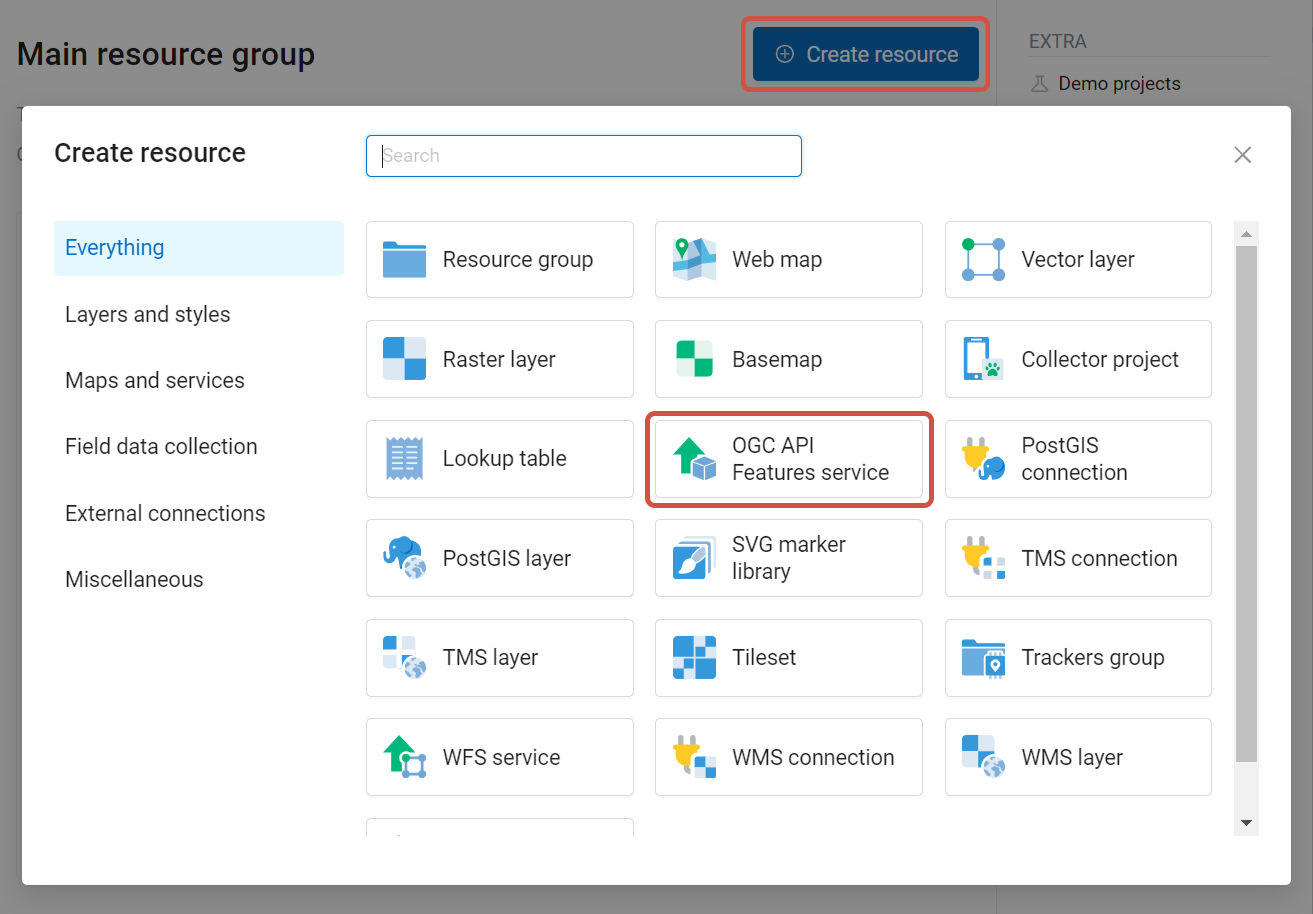 Main resource group
Create resource
EXTRA
Demo projects
Create resource
Search
Everything
Layers and styles
Maps and services
Field data collection
External connections
Miscellaneous
Resource group
Web map
Vector layer
Raster layer
Basemap
Collector project
Lookup table
OGC API
Features service
PostGIS
connection
PostGIS layer
SVG marker
library
TMS connection
TMS layer
Tileset
Trackers group
WFS service
WMS connection
WMS layer